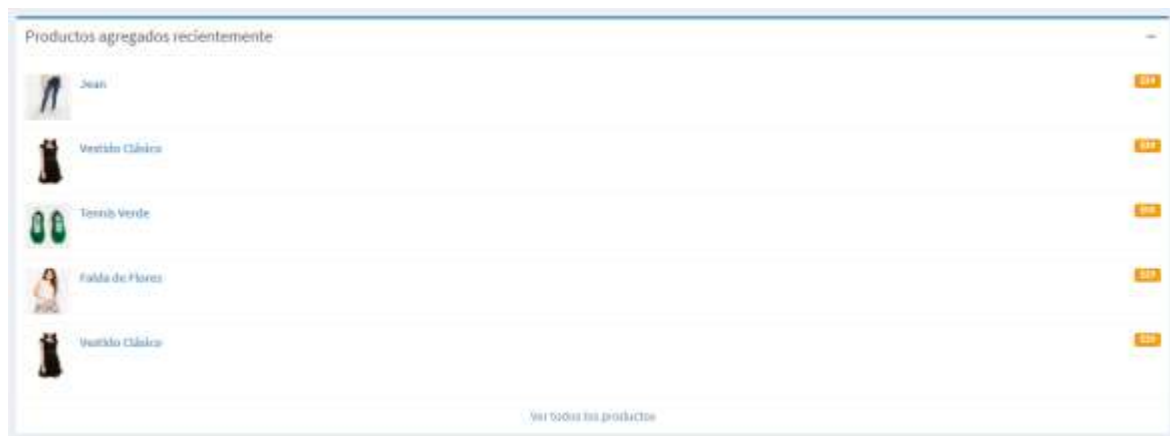 Productos agregados recientemente
Jean
Vestido Clásico
Tennis Verde
Falda de Flores
Vestido Clásico
Ver todos los productos